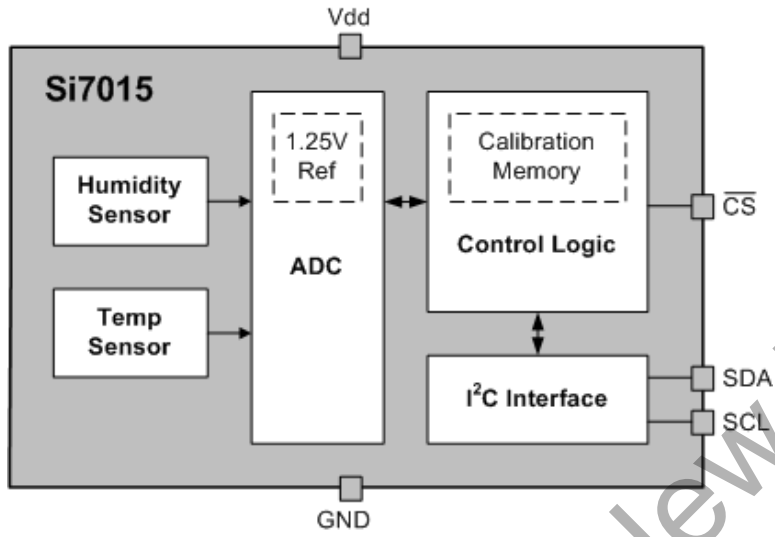 Vdd
Si7015
1.25V
Ref
Calibration
Memory
Humidity
Sensor
CS
Control Logic
ADC
Temp
Sensor
SDA
I²C Interface
SCL
GND